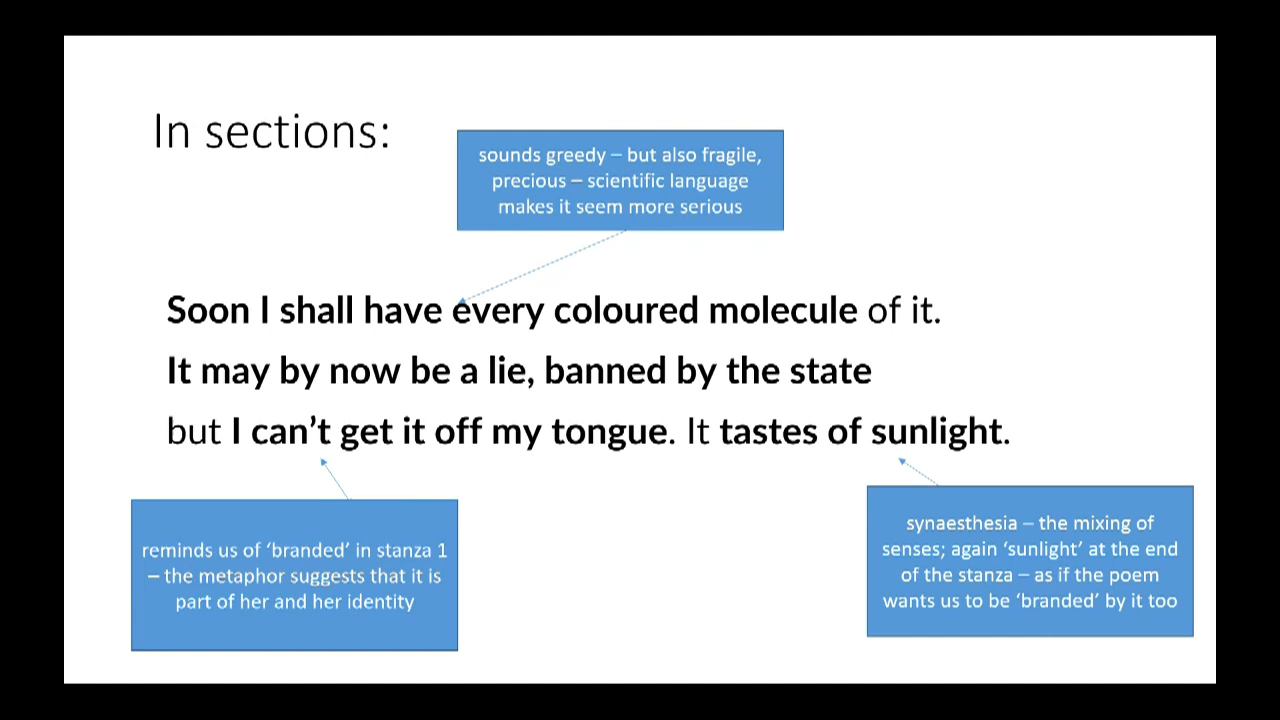 In sections:
sounds greedy – but also fragile,
precious – scientific language
makes it seem more serious
Soon I shall have every coloured molecule of it.
It may by now be a lie, banned by the state
but I can’t get it off my tongue. It tastes of sunlight.
reminds us of ‘branded’ in stanza 1
– the metaphor suggests that it is
part of her and her identity
synaesthesia – the mixing of
senses; again ‘sunlight’ at the end
of the stanza – as if the poem
wants us to be ‘branded’ by it too